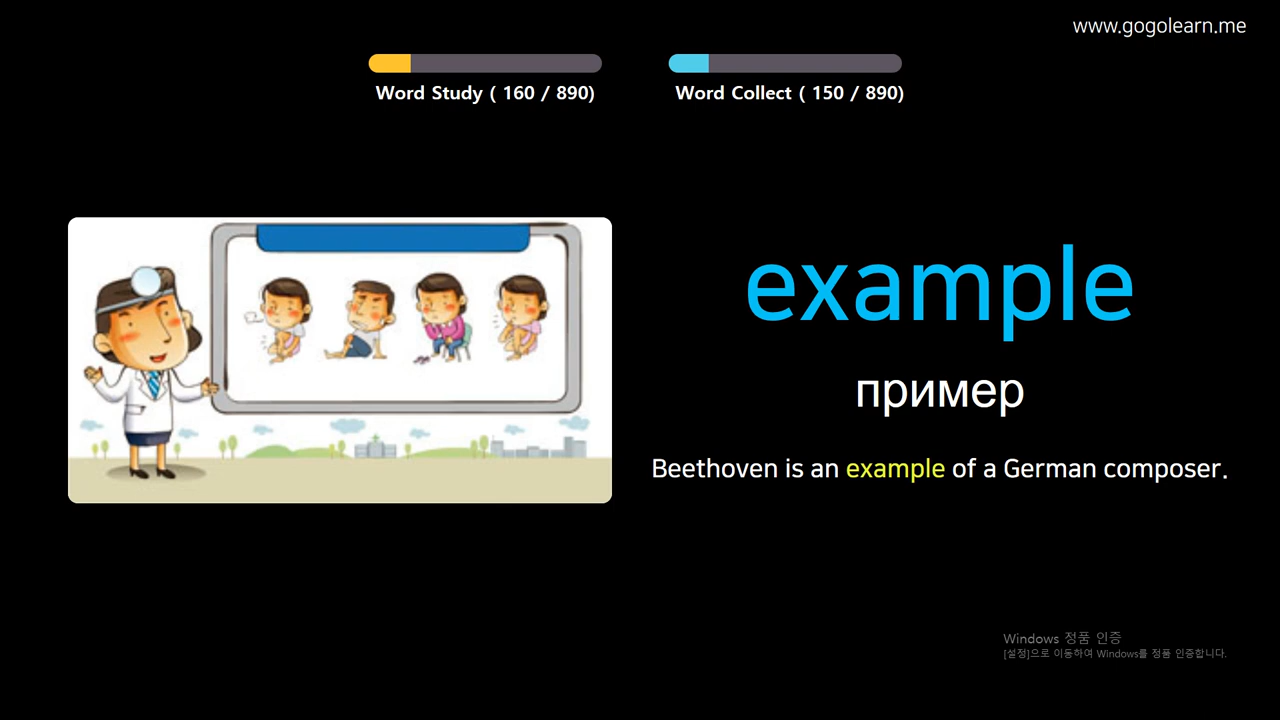 www.gogolearn.me
Word Study ( 160 / 890)
Word Collect ( 150 / 890)
example
пример
Beethoven is an example of a German composer.
Windows 정품 인증
[설정]으로 이동하여 Windows를 정품 인증합니다.